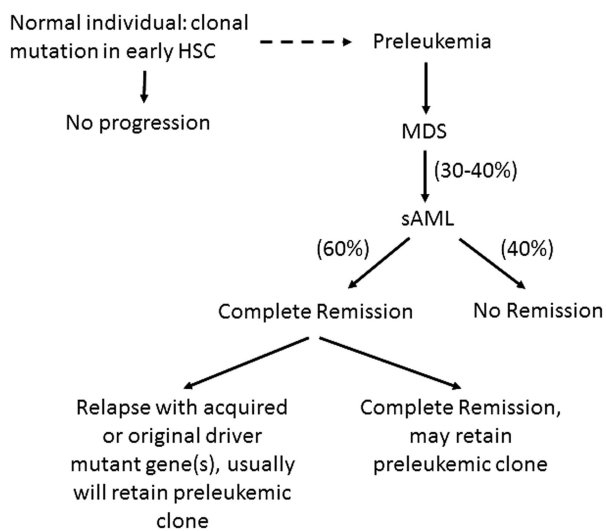 Normal individual: clonal
mutation in early HSC
Preleukemia
No progression
MDS
(30-40%)
sAML
(60%)
(40%)
Complete Remission
No Remission
Relapse with acquired
or original driver
mutant gene(s), usually
will retain preleukemic
clone
Complete Remission,
may retain
preleukemic clone